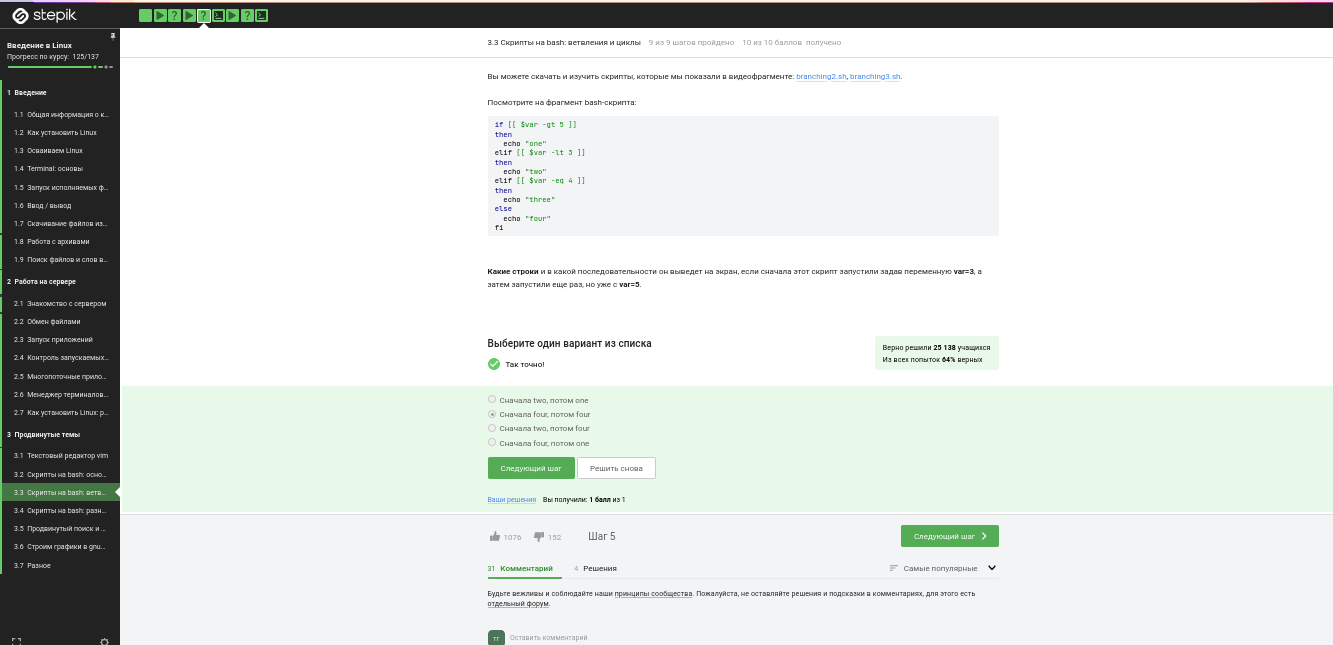 stepik
Введение в Linux
Прогресс по курсу: 125/137
1 Введение
1.1 Общая информация о к...
1.2 Как установить Linux
1.3 Осваиваем Linux
1.4 Terminal: основы
1.5 Запуск исполняемых ф...
1.6 Ввод / вывод
1.7 Скачивание файлов из...
1.8 Работа с архивами
1.9 Поиск файлов и слов в...
2 Работа на сервере
2.1 Знакомство с сервером
2.2 Обмен файлами
2.3 Запуск приложений
2.4 Контроль запускаемых...
2.5 Многопоточные прило...
2.6 Менеджер терминалов...
2.7 Как установить Linux: р...
3 Продвинутые темы
3.1 Текстовый редактор vim
3.2 Скрипты на bash: осно...
3.3 Скрипты на bash: ветв...
3.4 Скрипты на bash: разн...
3.5 Продвинутый поиск и ...
3.6 Строим графики в gnu...
3.7 Разное
3.3 Скрипты на bash: ветвления и циклы 9 из 9 шагов пройдено 10 из 10 баллов получено
Вы можете скачать и изучить скрипты, которые мы показали в видеофрагменте: branching2.sh, branching3.sh.
Посмотрите на фрагмент bash-скрипта:
if [[ $var -gt 5 ]]
then
echo "one"
elif [[ $var -lt 3 ]]
then
echo "two"
elif [[ $var -eq 4 ]]
then
echo "three"
else
echo "four"
fi
Какие строки и в какой последовательности он выведет на экран, если сначала этот скрипт запустили задав переменную var=3, а
затем запустили еще раз, но уже с var=5.
Выберите один вариант из списка
Так точно!
Верно решили 25 138 учащихся
Из всех попыток 64% верных
Сначала two, потом one
Сначала four, потом four
Сначала two, потом four
Сначала four, потом one
Следующий шаг Решить снова
Ваши решения Вы получили: 1 балл из 1
1076 152 Шаг 5 Следующий шаг
31 Комментарий 4 Решения Самые популярные
Будьте вежливы и соблюдайте наши принципы сообщества. Пожалуйста, не оставляйте решения и подсказки в комментариях, для этого есть
отдельный форум.
ТГ Оставить комментарий